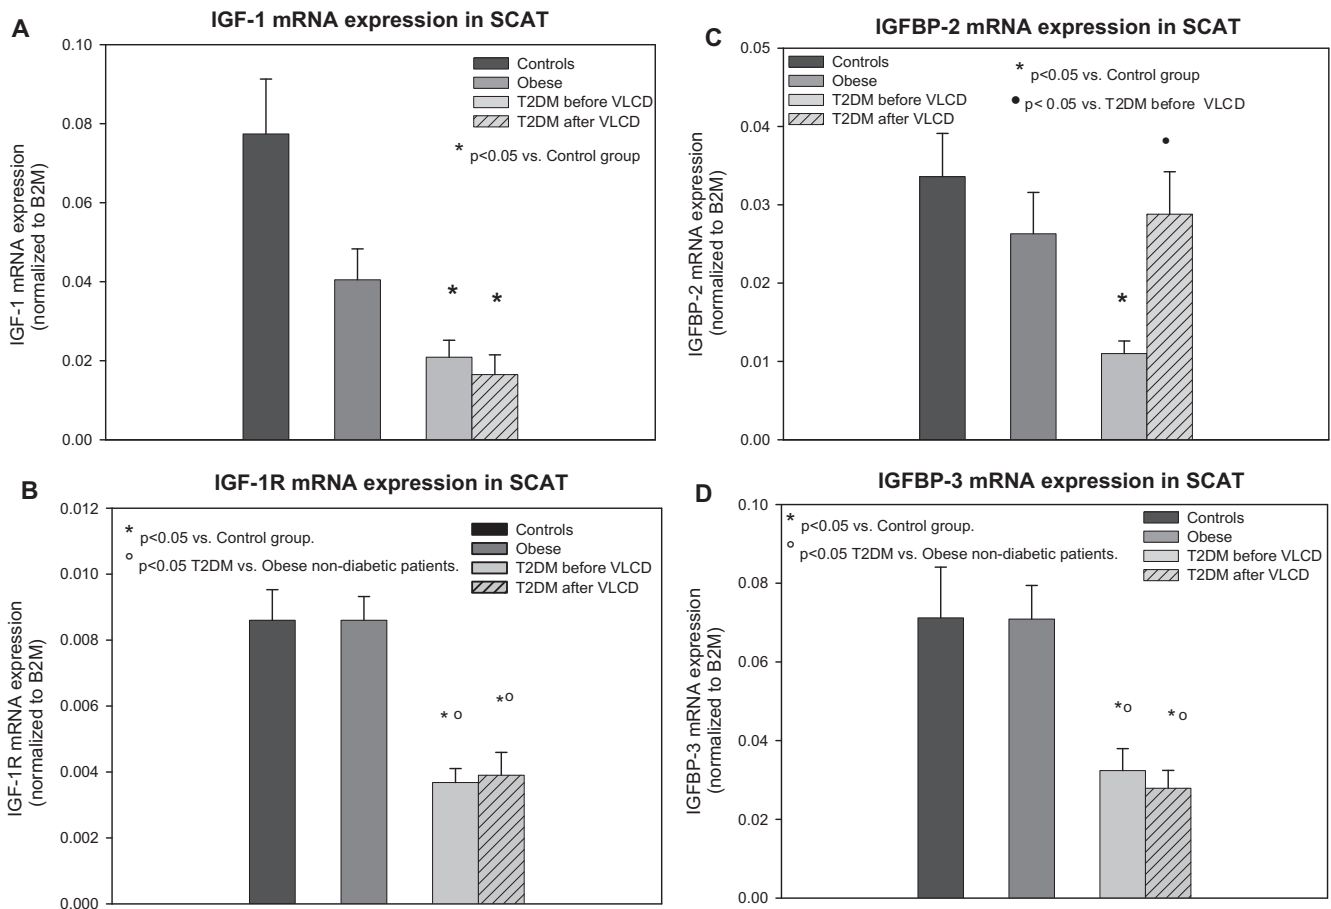 A
IGF-1 mRNA expression in SCAT
IGF-1 mRNA expression
(normalized to B2M)
0.10
0.08
0.06
0.04
0.02
0.00
Controls
Obese
T2DM before VLCD
T2DM after VLCD
* p<0.05 vs. Control group
*
*
B
IGF-1R mRNA expression in SCAT
IGF-1R mRNA expression
(normalized to B2M)
0.012
0.010
0.008
0.006
0.004
0.002
0.000
* p<0.05 vs. Control group.
o p<0.05 T2DM vs. Obese non-diabetic patients.
Controls
Obese
T2DM before VLCD
T2DM after VLCD
* o
*o
C
IGFBP-2 mRNA expression in SCAT
IGFBP-2 mRNA expression
(normalized to B2M)
0.05
0.04
0.03
0.02
0.01
0.00
Controls
Obese
T2DM before VLCD
T2DM after VLCD
* p<0.05 vs. Control group
• p< 0.05 vs. T2DM before VLCD
*
•
D
IGFBP-3 mRNA expression in SCAT
IGFBP-3 mRNA expression
(normalized to B2M)
0.10
0.08
0.06
0.04
0.02
0.00
* p<0.05 vs. Control group.
o p<0.05 T2DM vs. Obese non-diabetic patients.
Controls
Obese
T2DM before VLCD
T2DM after VLCD
*o
* o